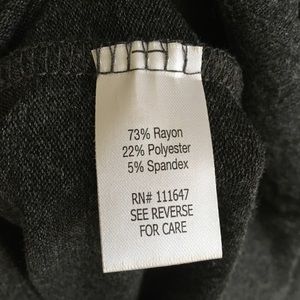 73% Rayon
22% Polyester
5% Spandex
RN# 111647
SEE REVERSE
FOR CARE